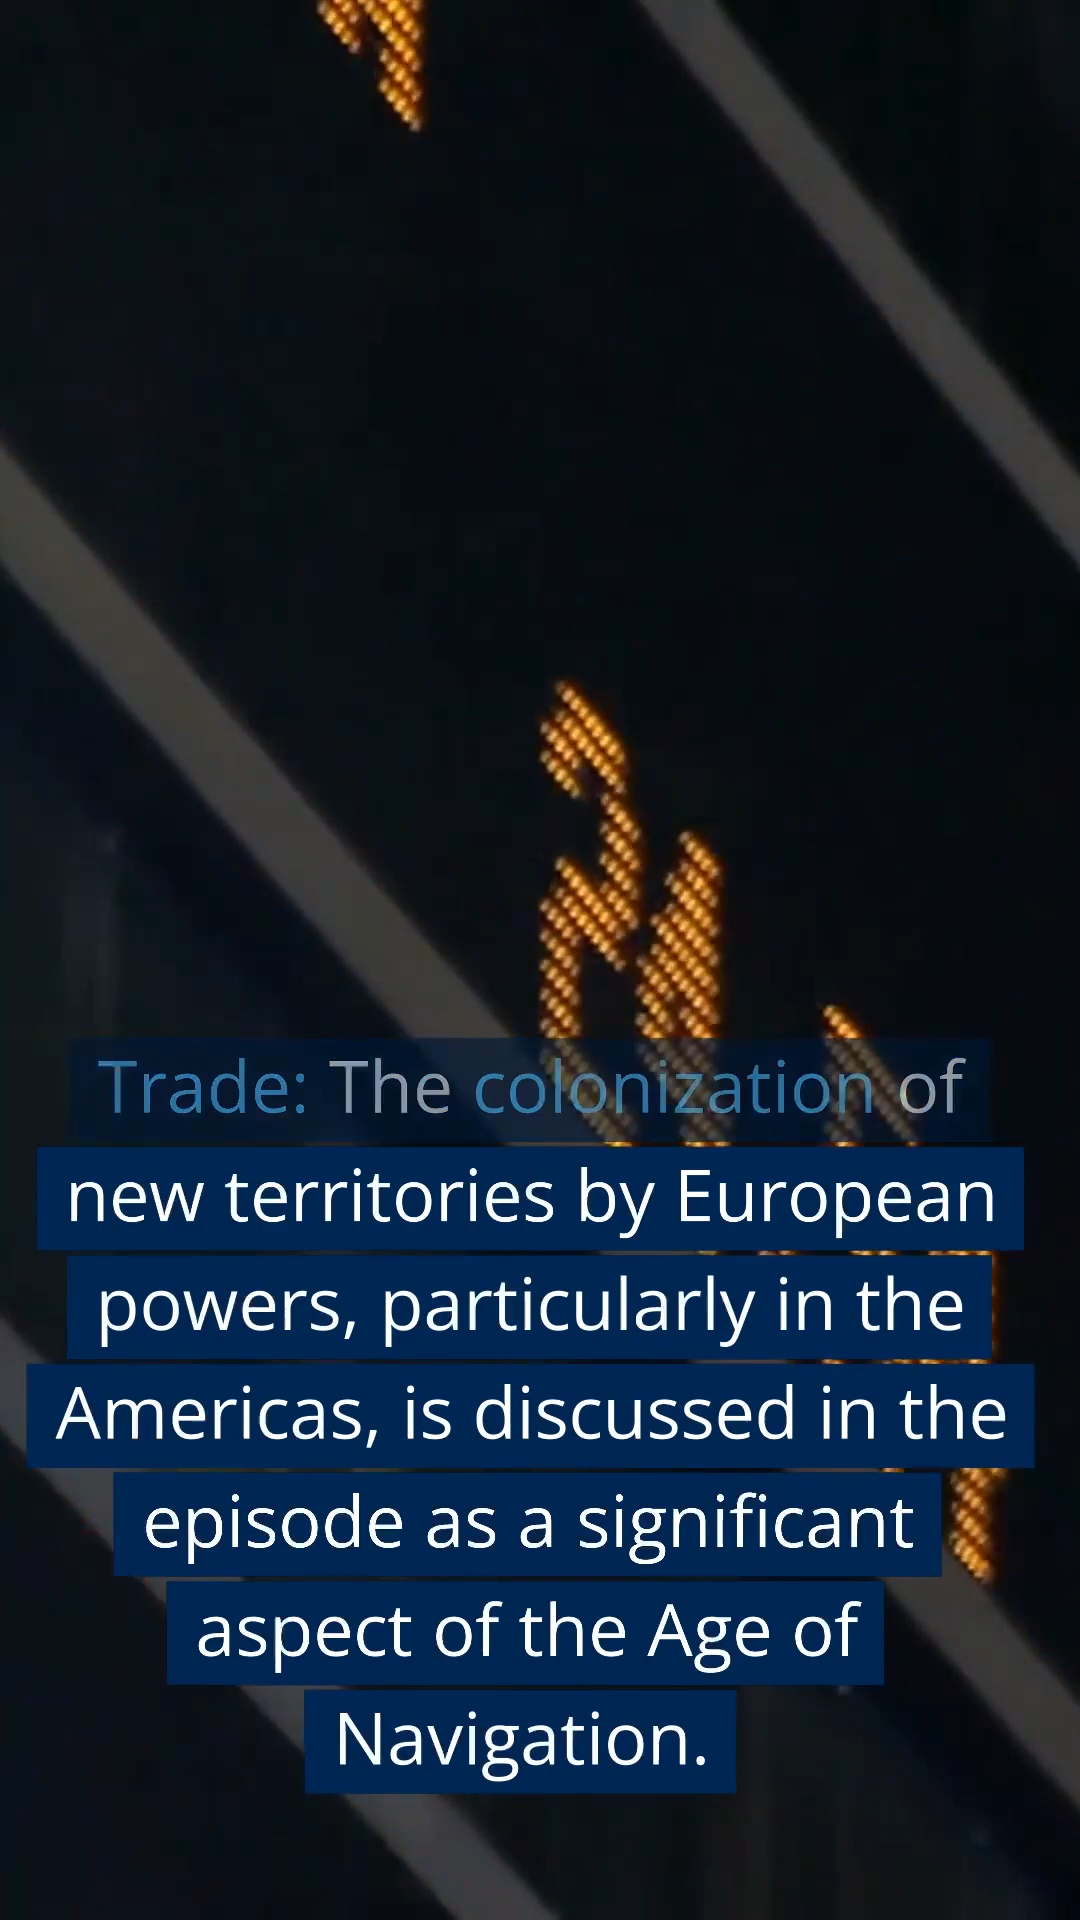 Trade: The colonization of
new territories by European
powers, particularly in the
Americas, is discussed in the
episode as a significant
aspect of the Age of
Navigation.